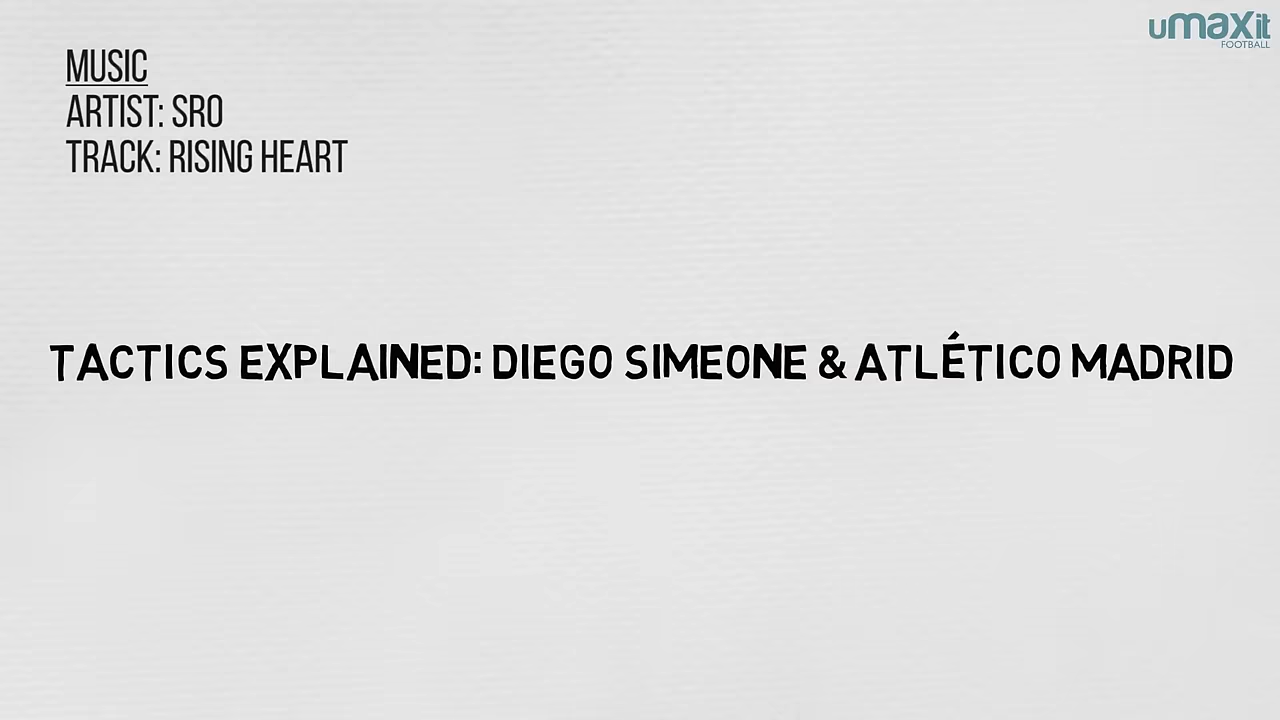 umaxit
FOOTBALL
MUSIC
ARTIST: SRO
TRACK: RISING HEART
TACTICS EXPLAINED: DIEGO SIMEONE & ATLÉTICO MADRID